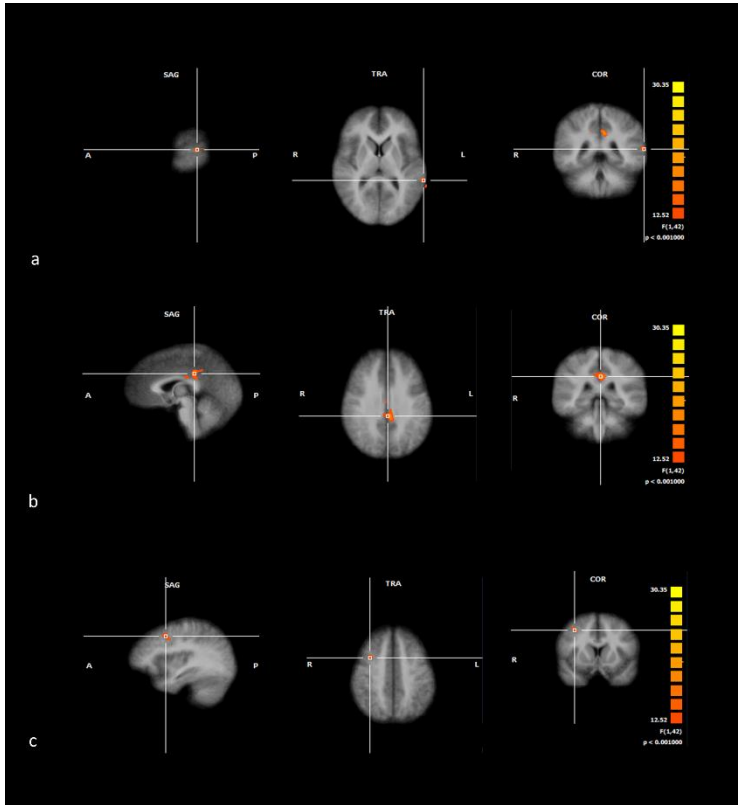 SAG TRA COR
30.35
A P R L R
12.52
F(1,42)
p < 0.001000
a
SAG TRA COR
30.35
A P R L R
12.52
F(1,42)
p < 0.001000
b
SAG TRA COR
30.35
A P R L R
12.52
F(1,42)
p < 0.001000
c